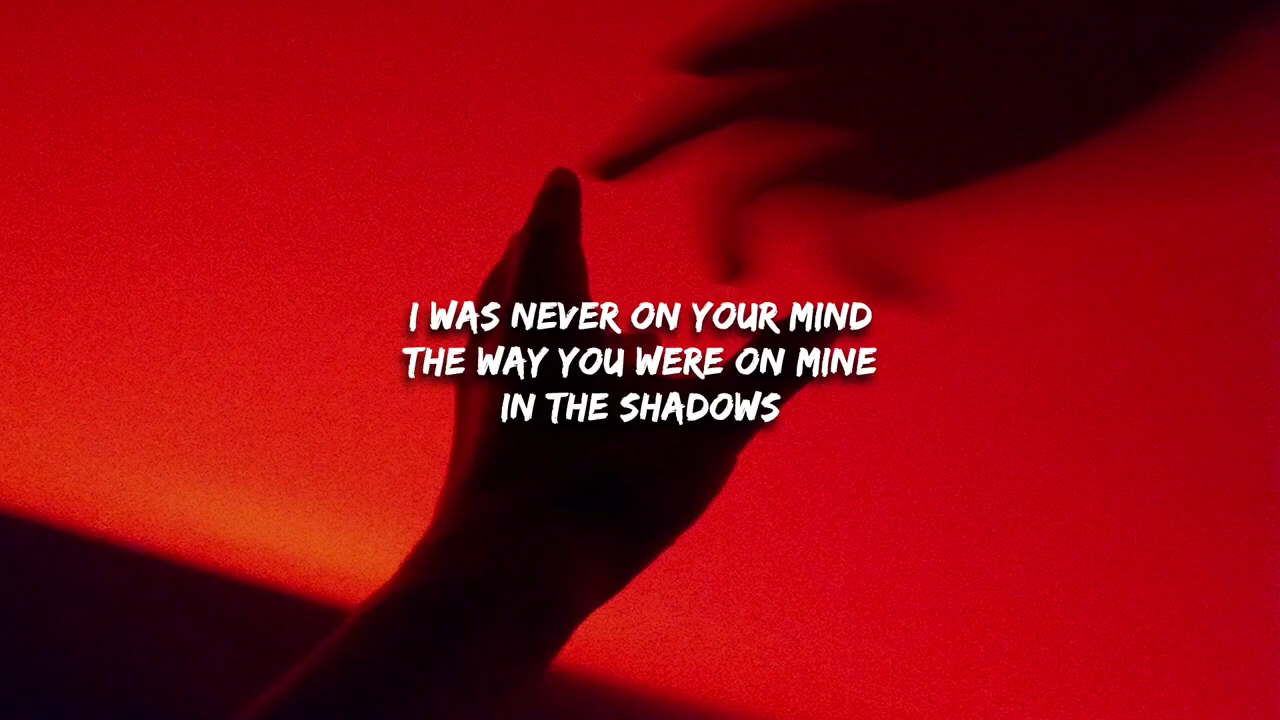 I WAS NEVER ON YOUR MIND
THE WAY YOU WERE ON MINE
IN THE SHADOWS